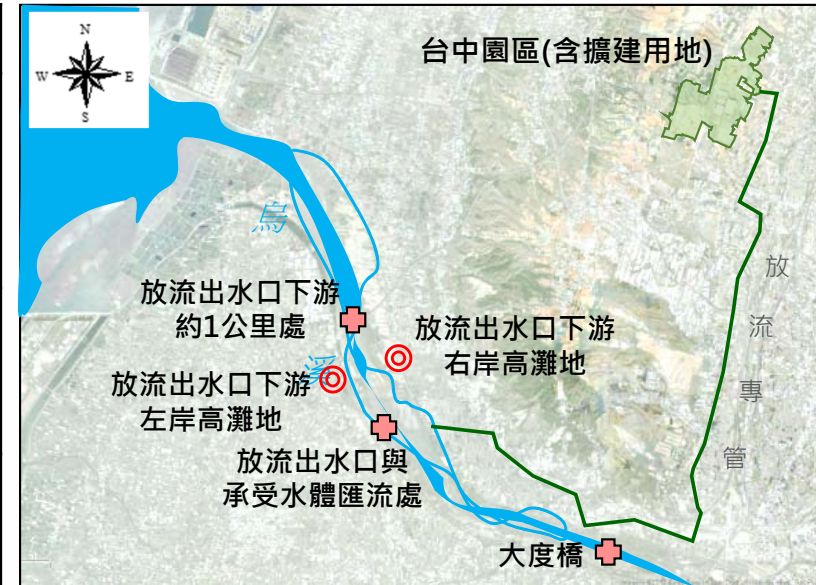 N
W E
S
台中園區(含擴建用地)
烏
溪
放流出水口下游
約1公里處
放流出水口下游
右岸高灘地
放流出水口下游
左岸高灘地
放流出水口與
承受水體匯流處
大度橋
放
流
專
管